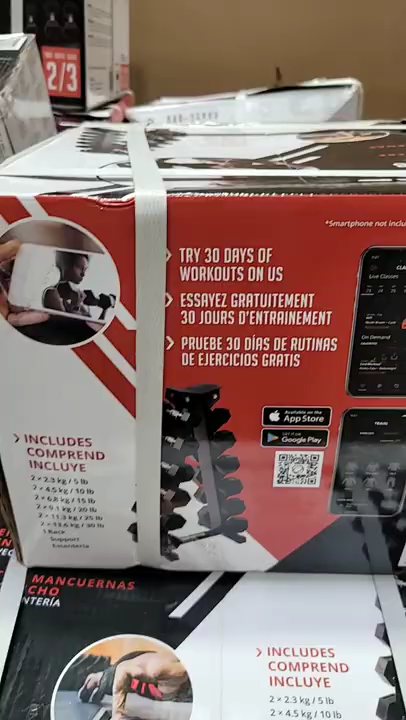 2/3
*Smartphone not inclu
TRY 30 DAYS OF
WORKOUTS ON US
ESSAYEZ GRATUITEMENT
30 JOURS D'ENTRAINEMENT
PRUEBE 30 DÍAS DE RUTINAS
DE EJERCICIOS GRATIS
CLA
Live Classes
On Demand
Available on the
App Store
GET IT ON
Google Play
INCLUDES
COMPREND
INCLUYE
2 × 2.3 kg / 5 lb
2 × 4.5 kg / 10 lb
2 × 6.8 kg / 15 lb
2 × 9.1 kg / 20 lb
2 × 11.3 kg / 25 lb
2 × 13.6 kg / 30 lb
1 Rack
Support
Estantería
MANCUERNAS
CHO
NTERÍA
INCLUDES
COMPREND
INCLUYE
2 × 2.3 kg / 5 lb
2 × 4.5 kg / 10 lb